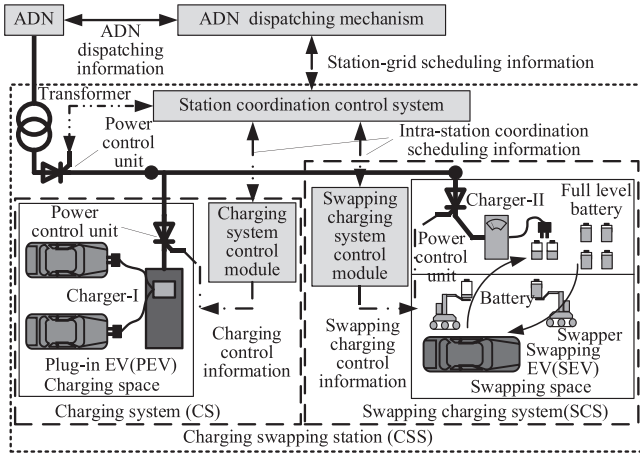 ADN
ADN dispatching mechanism
ADN
dispatching
information
Station-grid scheduling information
Transformer
Station coordination control system
Power
control
unit
Intra-station coordination
scheduling information
Power
control unit
Charging
system
control
module
Swapping
charging
system
control
module
Charger-II
Full level
battery
Power
control
unit
Charger-I
Battery
Swapper
Charging
control
information
Swapping
charging
control
information
Plug-in EV(PEV)
Charging space
Swapping
EV(SEV)
Swapping space
Charging system (CS)
Swapping charging system(SCS)
Charging swapping station (CSS)